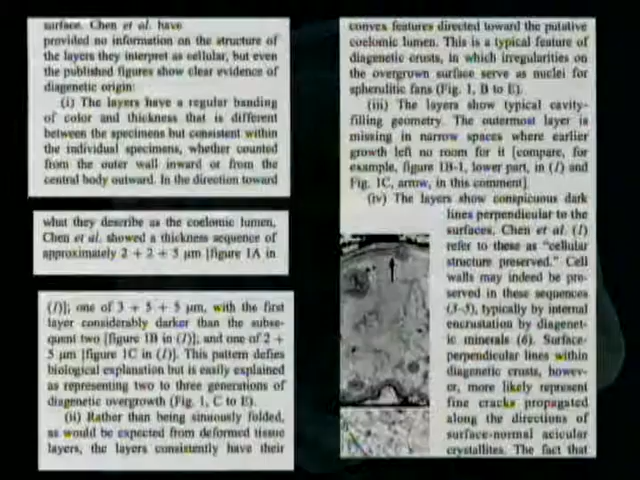 surface. Chen et al. have
provided no information on the structure of
the layers they interpret as cellular, but even
the published figures show clear evidence of
diagenetic origin:
(i) The layers have a regular banding
of color and thickness that is different
between the specimens but consistent within
the individual specimens, whether counted
from the outer wall inward or from the
central body outward. In the direction toward
what they describe as the coelomic lumen,
Chen et al. showed a thickness sequence of
approximately 2 + 2 + 5 μm [figure 1A in
(1)]; one of 3 + 5 + 5 μm, with the first
layer considerably darker than the subse-
quent two [figure 1B in (1)]; and one of 2 +
5 μm [figure 1C in (1)]. This pattern defies
biological explanation but is easily explained
as representing two to three generations of
diagenetic overgrowth (Fig. 1, C to E).
(ii) Rather than being sinuously folded,
as would be expected from deformed tissue
layers, the layers consistently have their
convex features directed toward the putative
coelomic lumen. This is a typical feature of
diagenetic crusts, in which irregularities on
the overgrown surface serve as nuclei for
spherulitic fans (Fig. 1, B to E).
(iii) The layers show typical cavity-
filling geometry. The outermost layer is
missing in narrow spaces where earlier
growth left no room for it [compare, for
example, figure 1B-1, lower part, in (1) and
Fig. 1C, arrow, in this comment].
(iv) The layers show conspicuous dark
lines perpendicular to the
surfaces. Chen et al. (1)
refer to these as "cellular
structure preserved." Cell
walls may indeed be pre-
served in these sequences
(3–5), typically by internal
encrustation by diagenet-
ic minerals (6). Surface-
perpendicular lines within
diagenetic crusts, howev-
er, more likely represent
fine cracks propagated
along the directions of
surface-normal acicular
crystallites. The fact that